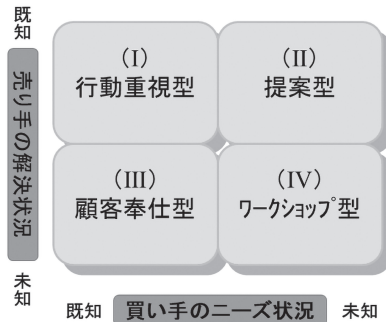 既知
売り手の解決状況
未知
(I)
行動重視型
(II)
提案型
(III)
顧客奉仕型
(IV)
ワークショップ型
既知
買い手のニーズ状況
未知